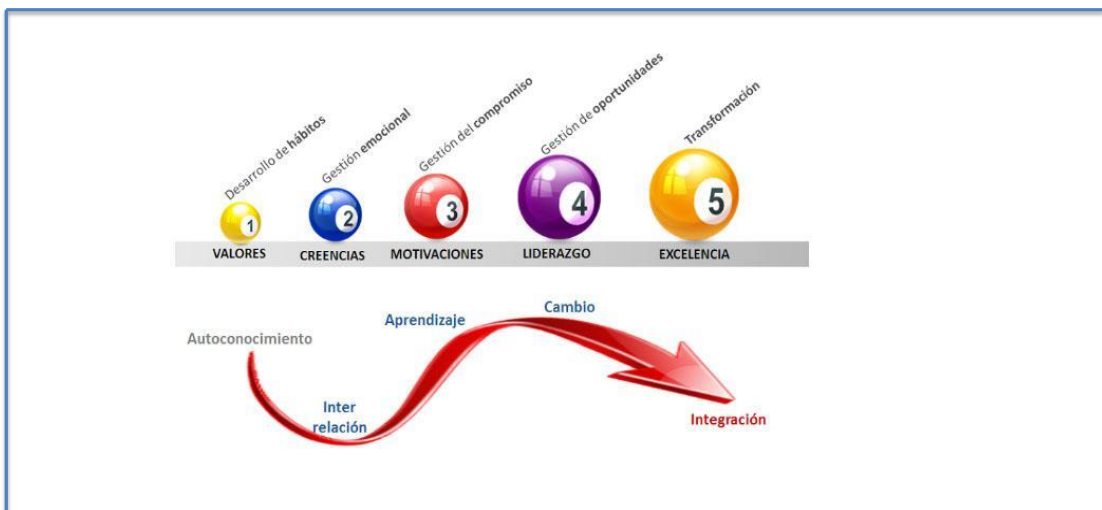 Desarrollo de hábitos
Gestión emocional
Gestión del compromiso
Gestión de oportunidades
Transformación
1
2
3
4
5
VALORES
CREENCIAS
MOTIVACIONES
LIDERAZGO
EXCELENCIA
Autoconocimiento
Inter
relación
Aprendizaje
Cambio
Integración